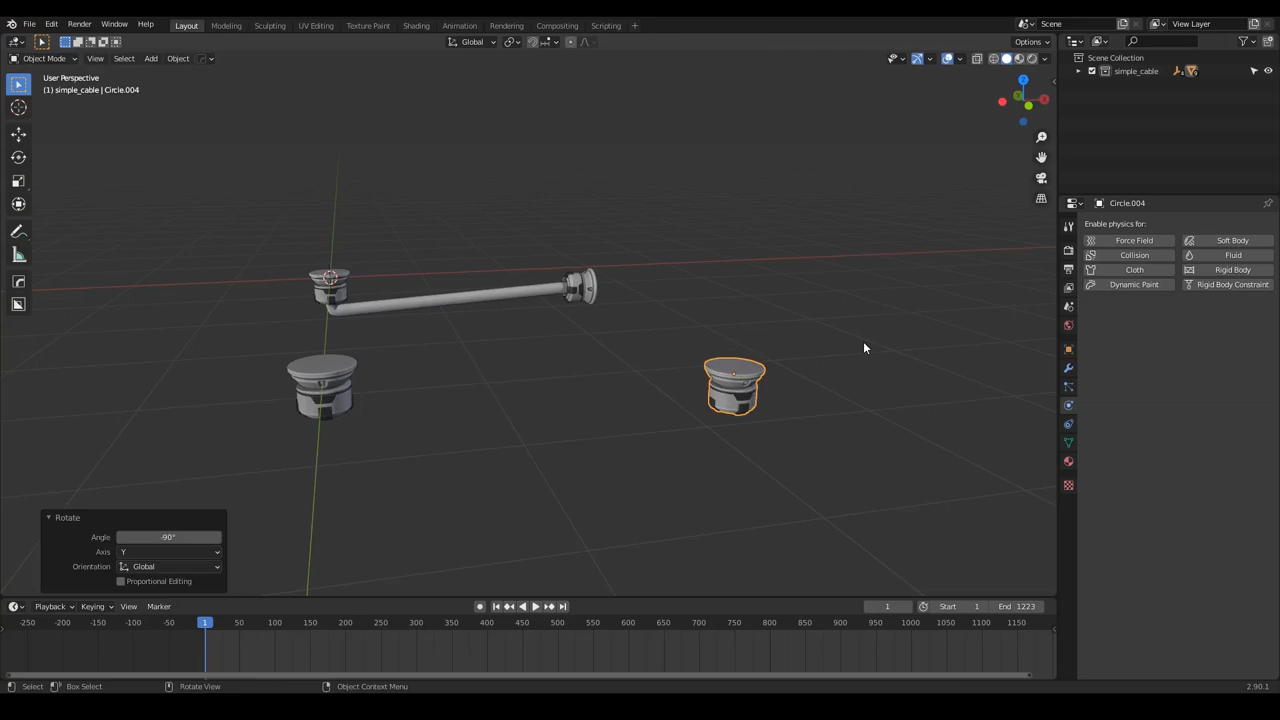 File Edit Render Window Help Layout Modeling Sculpting UV Editing Texture Paint Shading Animation Rendering Compositing Scripting + Scene View Layer
Global Options
Object Mode View Select Add Object
User Perspective
(1) simple_cable | Circle.004
Scene Collection
simple_cable
Circle.004
Enable physics for:
Force Field Soft Body
Collision Fluid
Cloth Rigid Body
Dynamic Paint Rigid Body Constraint
Rotate
Angle -90°
Axis Y
Orientation Global
Proportional Editing
Playback Keying View Marker 1 Start 1 End 1223
-250 -200 -150 -100 -50 1 50 100 150 200 250 300 350 400 450 500 550 600 650 700 750 800 850 900 950 1000 1050 1100 1150
Select Box Select Rotate View Object Context Menu 2.90.1